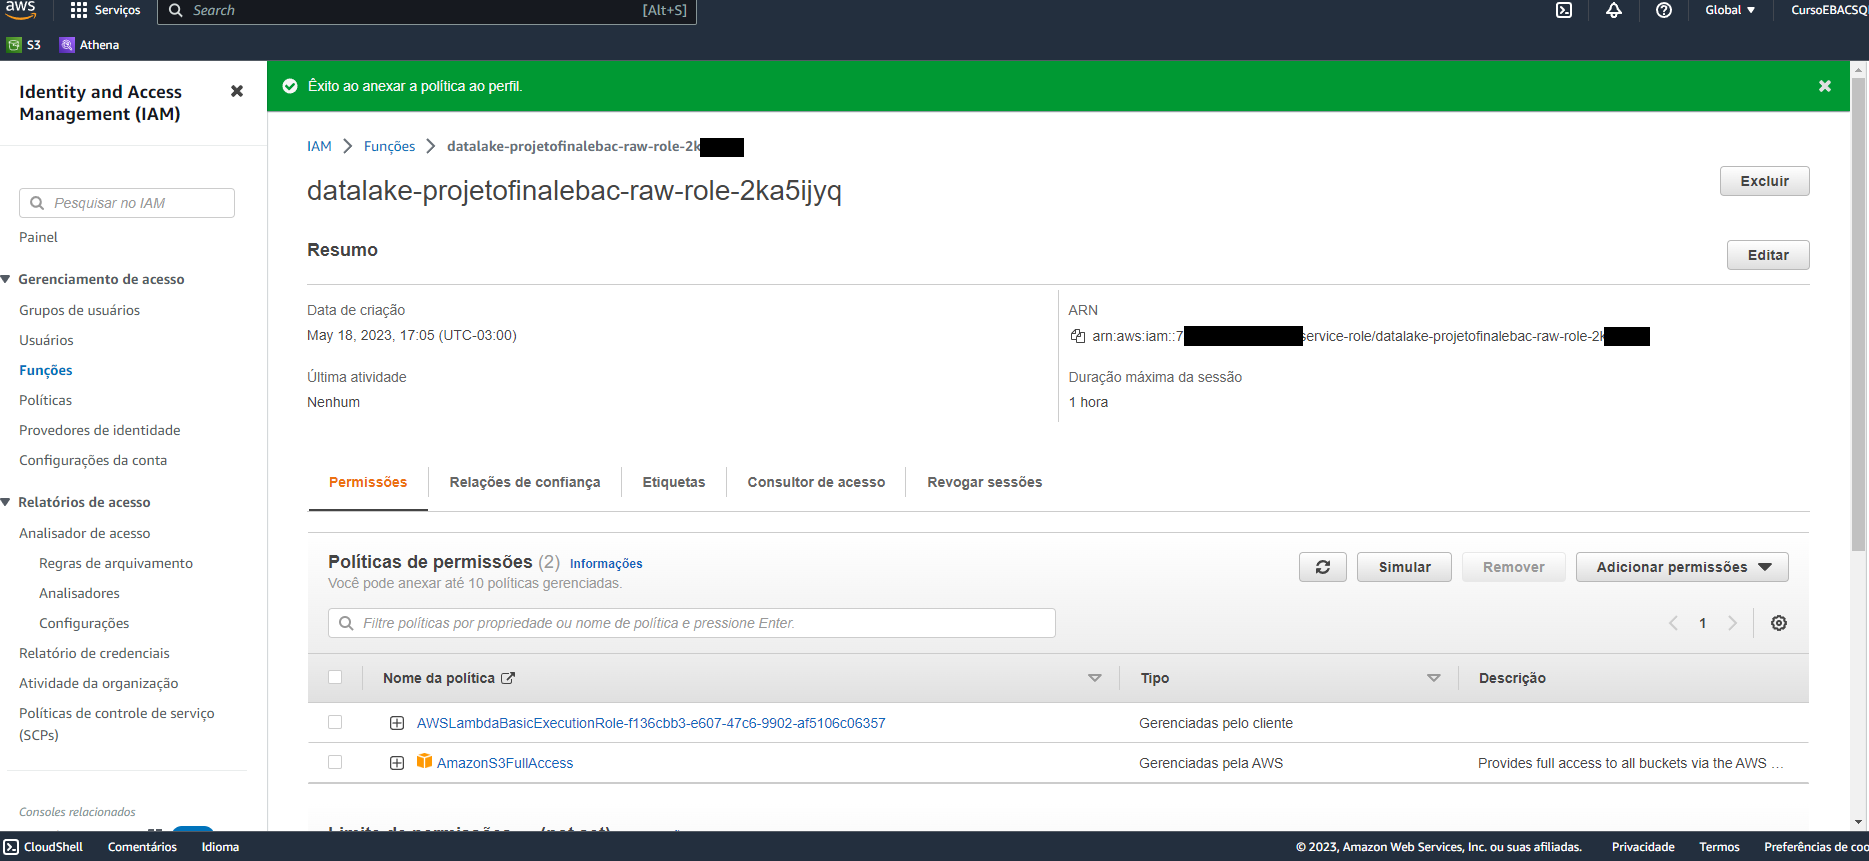 aws
Serviços
Search
[Alt+S]
Global
CursoEBACSQ
S3
Athena
Identity and Access
Management (IAM)
Êxito ao anexar a política ao perfil.
IAM
Funções
datalake-projetofinalebac-raw-role-2k
datalake-projetofinalebac-raw-role-2ka5ijyq
Excluir
Pesquisar no IAM
Painel
Resumo
Editar
Gerenciamento de acesso
Grupos de usuários
Usuários
Funções
Políticas
Provedores de identidade
Configurações da conta
Data de criação
May 18, 2023, 17:05 (UTC-03:00)
ARN
arn:aws:iam::7 service-role/datalake-projetofinalebac-raw-role-2k
Última atividade
Nenhum
Duração máxima da sessão
1 hora
Permissões
Relações de confiança
Etiquetas
Consultor de acesso
Revogar sessões
Relatórios de acesso
Analisador de acesso
Regras de arquivamento
Analisadores
Configurações
Relatório de credenciais
Atividade da organização
Políticas de controle de serviço
(SCPs)
Consoles relacionados
Políticas de permissões (2) Informações
Você pode anexar até 10 políticas gerenciadas.
Simular
Remover
Adicionar permissões
Filtre políticas por propriedade ou nome de política e pressione Enter.
1
Nome da política
Tipo
Descrição
AWSLambdaBasicExecutionRole-f136cbb3-e607-47c6-9902-af5106c06357
Gerenciadas pelo cliente
AmazonS3FullAccess
Gerenciadas pela AWS
Provides full access to all buckets via the AWS ...
CloudShell
Comentários
Idioma
© 2023, Amazon Web Services, Inc. ou suas afiliadas.
Privacidade
Termos
Preferências de coo